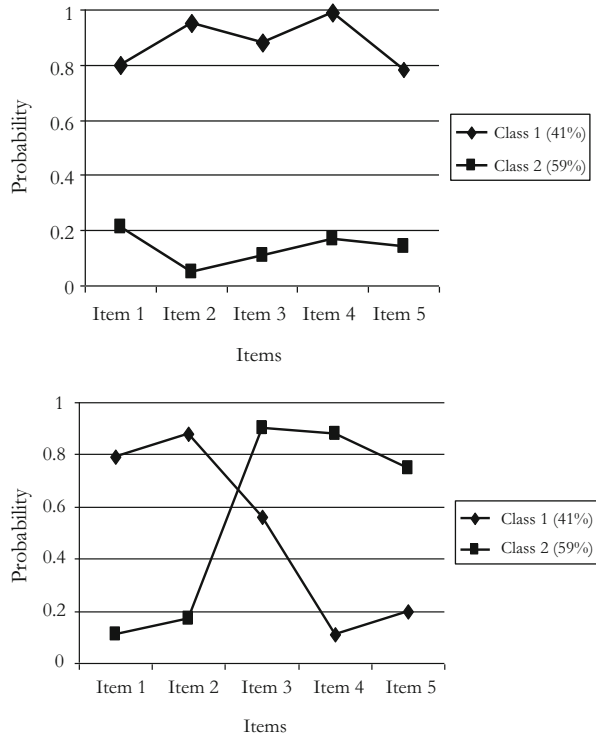 1
0.8
0.6
0.4
0.2
0
Probability
Item 1 Item 2 Item 3 Item 4 Item 5
Items
Class 1 (41%)
Class 2 (59%)
1
0.8
0.6
0.4
0.2
0
Probability
Item 1 Item 2 Item 3 Item 4 Item 5
Items
Class 1 (41%)
Class 2 (59%)